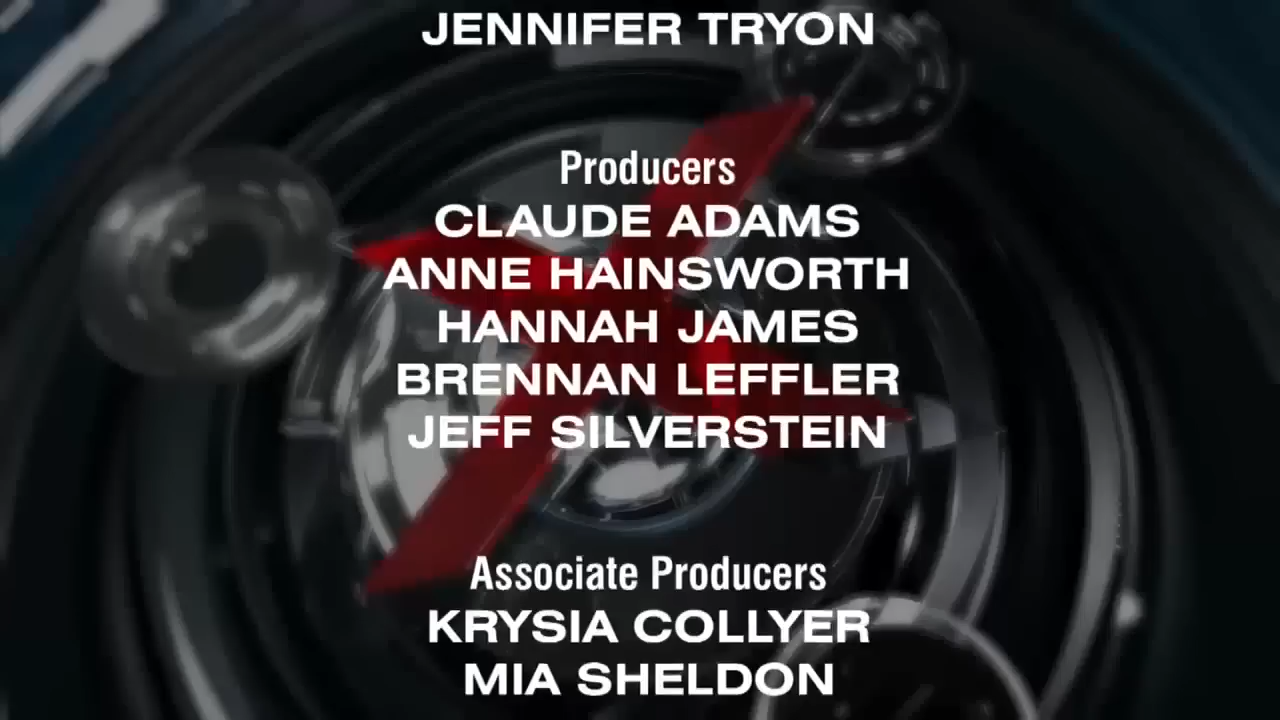 JENNIFER TRYON
Producers
CLAUDE ADAMS
ANNE HAINSWORTH
HANNAH JAMES
BRENNAN LEFFLER
JEFF SILVERSTEIN
Associate Producers
KRYSIA COLLYER
MIA SHELDON